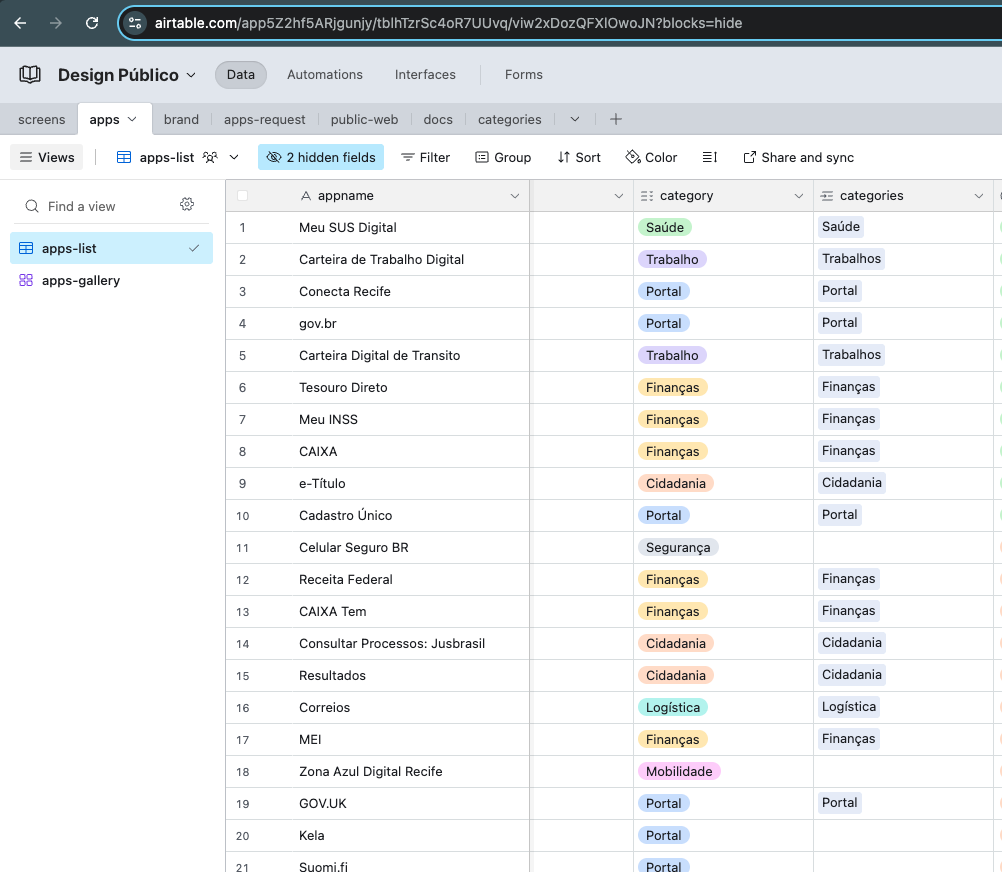 airtable.com/app5Z2hf5ARjgunjy/tblhTzrSc4oR7UUvq/viw2xDozQFXlOwoJN?blocks=hide
Design Público Data Automations Interfaces Forms
screens apps brand apps-request public-web docs categories
Views apps-list 2 hidden fields Filter Group Sort Color Share and sync
Find a view
apps-list
apps-gallery
appname category categories
1 Meu SUS Digital Saúde Saúde
2 Carteira de Trabalho Digital Trabalho Trabalhos
3 Conecta Recife Portal Portal
4 gov.br Portal Portal
5 Carteira Digital de Transito Trabalho Trabalhos
6 Tesouro Direto Finanças Finanças
7 Meu INSS Finanças Finanças
8 CAIXA Finanças Finanças
9 e-Título Cidadania Cidadania
10 Cadastro Único Portal Portal
11 Celular Seguro BR Segurança
12 Receita Federal Finanças Finanças
13 CAIXA Tem Finanças Finanças
14 Consultar Processos: Jusbrasil Cidadania Cidadania
15 Resultados Cidadania Cidadania
16 Correios Logística Logística
17 MEI Finanças Finanças
18 Zona Azul Digital Recife Mobilidade
19 GOV.UK Portal Portal
20 Kela Portal
21 Suomi.fi Portal